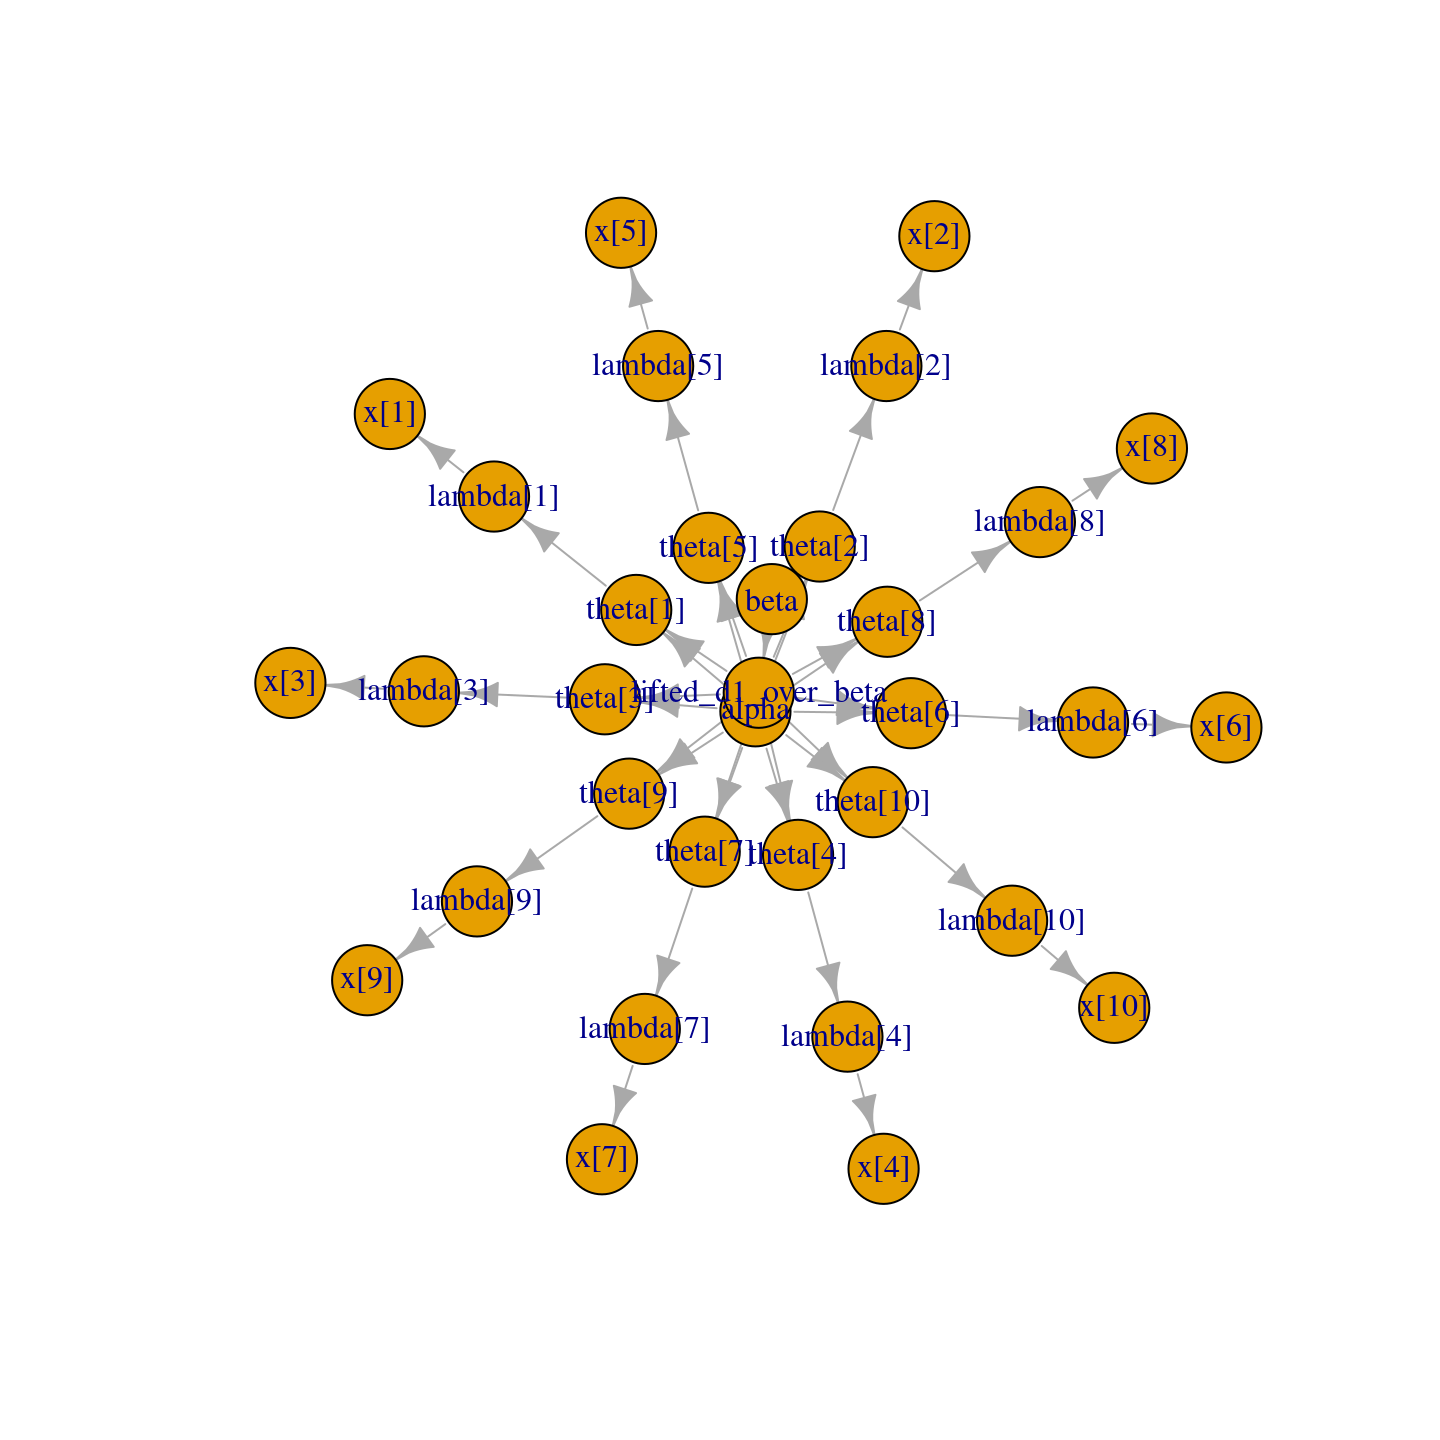 x[5]
x[2]
lambda[5]
lambda[2]
x[1]
x[8]
lambda[1]
lambda[8]
theta[5]
theta[2]
beta
theta[1]
theta[8]
x[3]
lambda[3]
theta[3]
lifted_d1_over_beta
alpha
theta[6]
lambda[6]
x[6]
theta[9]
theta[10]
theta[7]
theta[4]
lambda[9]
lambda[10]
x[9]
x[10]
lambda[7]
lambda[4]
x[7]
x[4]